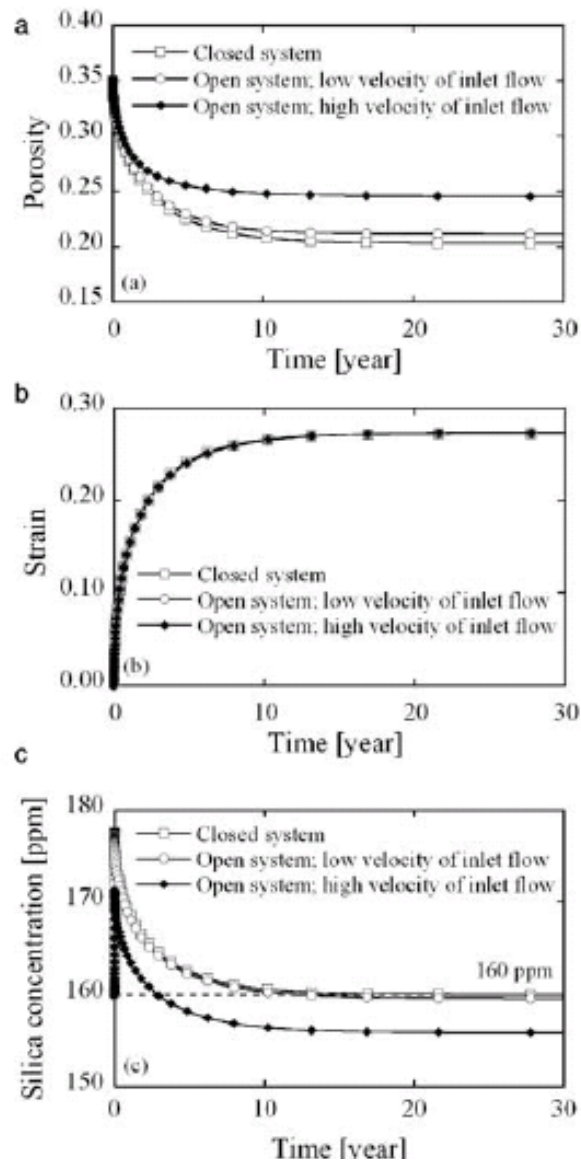 a
0.40
0.35
0.30
0.25
0.20
0.15
Porosity
Closed system
Open system; low velocity of inlet flow
Open system; high velocity of inlet flow
(a)
0
10
20
30
Time [year]
b
0.30
0.20
0.10
0.00
Strain
Closed system
Open system; low velocity of inlet flow
Open system; high velocity of inlet flow
(b)
0
10
20
30
Time [year]
c
180
170
160
150
Silica concentration [ppm]
Closed system
Open system; low velocity of inlet flow
Open system; high velocity of inlet flow
160 ppm
(c)
0
10
20
30
Time [year]